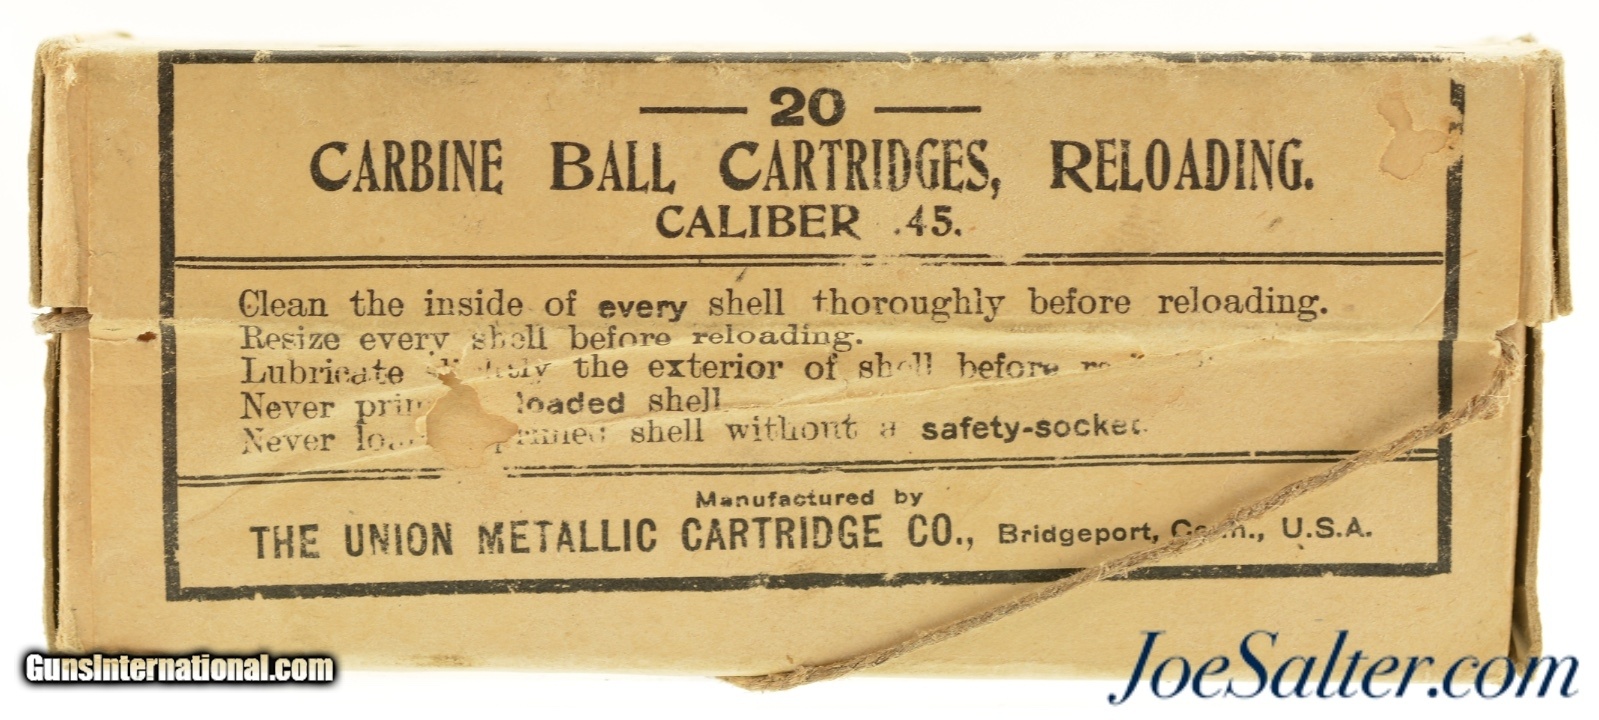 — 20 —
CARBINE BALL CARTRIDGES, RELOADING.
CALIBER .45.
Clean the inside of every shell thoroughly before reloading.
Resize every shell before reloading.
Lubricate the exterior of shell before
Never loaded shell
Never primed shell without a safety-socket.
Manufactured by
THE UNION METALLIC CARTRIDGE CO., Bridgeport, Conn., U.S.A.
GunsInternational.com
JoeSalter.com